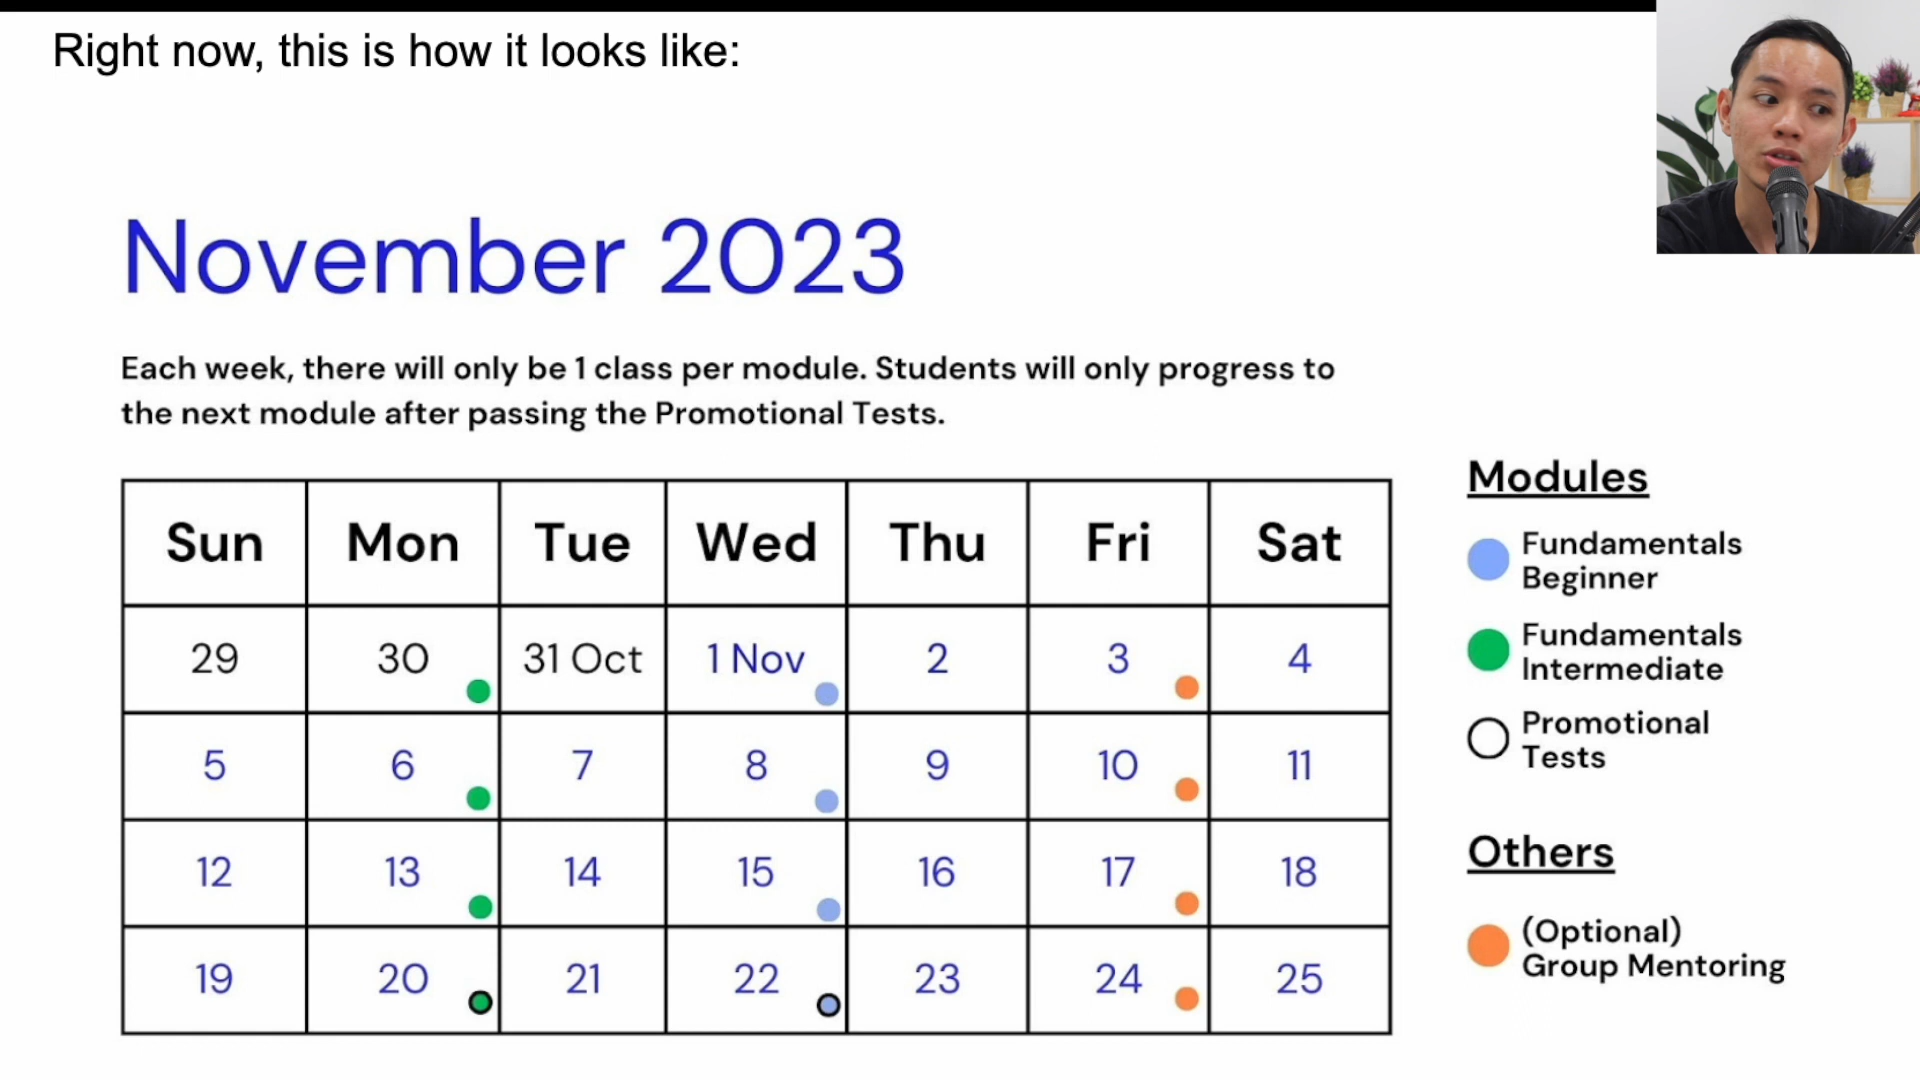 Right now, this is how it looks like:
November 2023
Each week, there will only be 1 class per module. Students will only progress to
the next module after passing the Promotional Tests.
Sun Mon Tue Wed Thu Fri Sat
29 30 31 Oct 1 Nov 2 3 4
5 6 7 8 9 10 11
12 13 14 15 16 17 18
19 20 21 22 23 24 25
Modules
Fundamentals
Beginner
Fundamentals
Intermediate
Promotional
Tests
Others
(Optional)
Group Mentoring